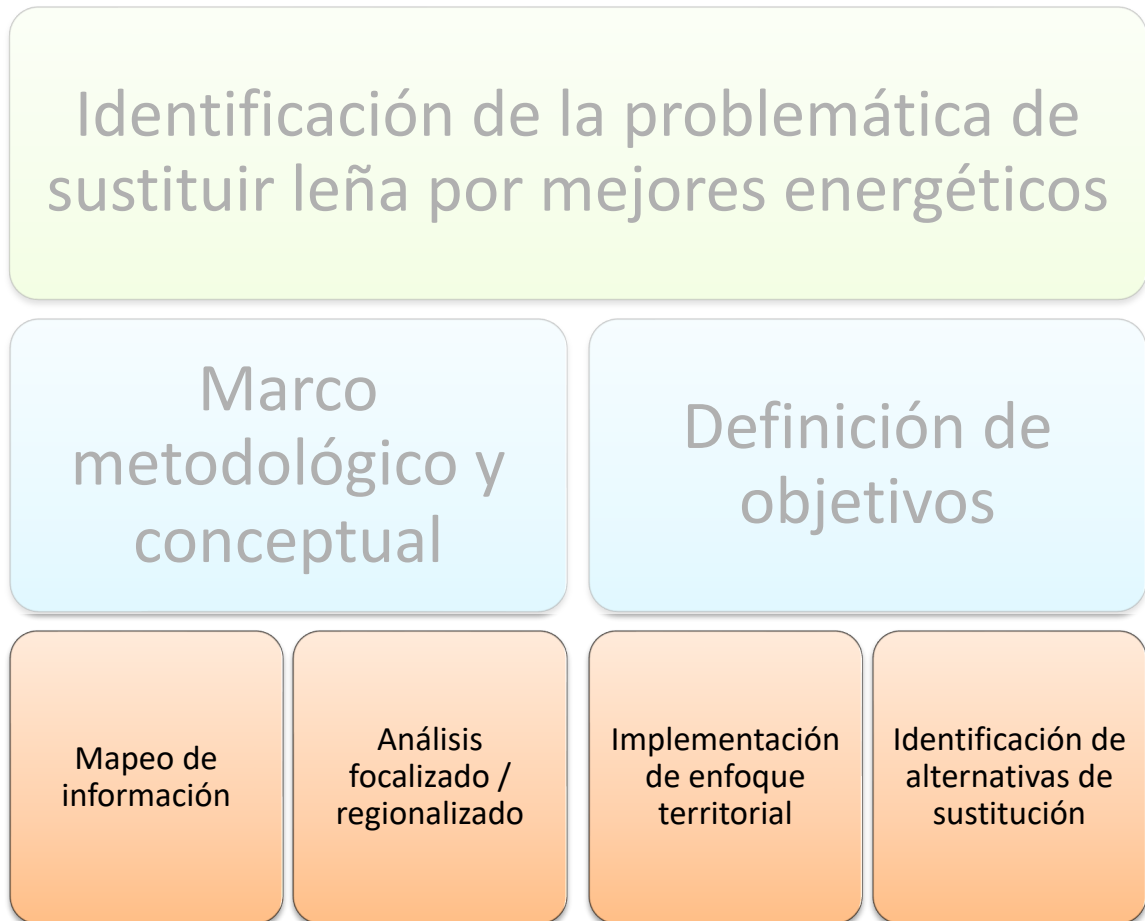 Identificación de la problemática de
sustituir leña por mejores energéticos
Marco
metodológico y
conceptual
Definición de
objetivos
Mapeo de
información
Análisis
focalizado /
regionalizado
Implementación
de enfoque
territorial
Identificación de
alternativas de
sustitución